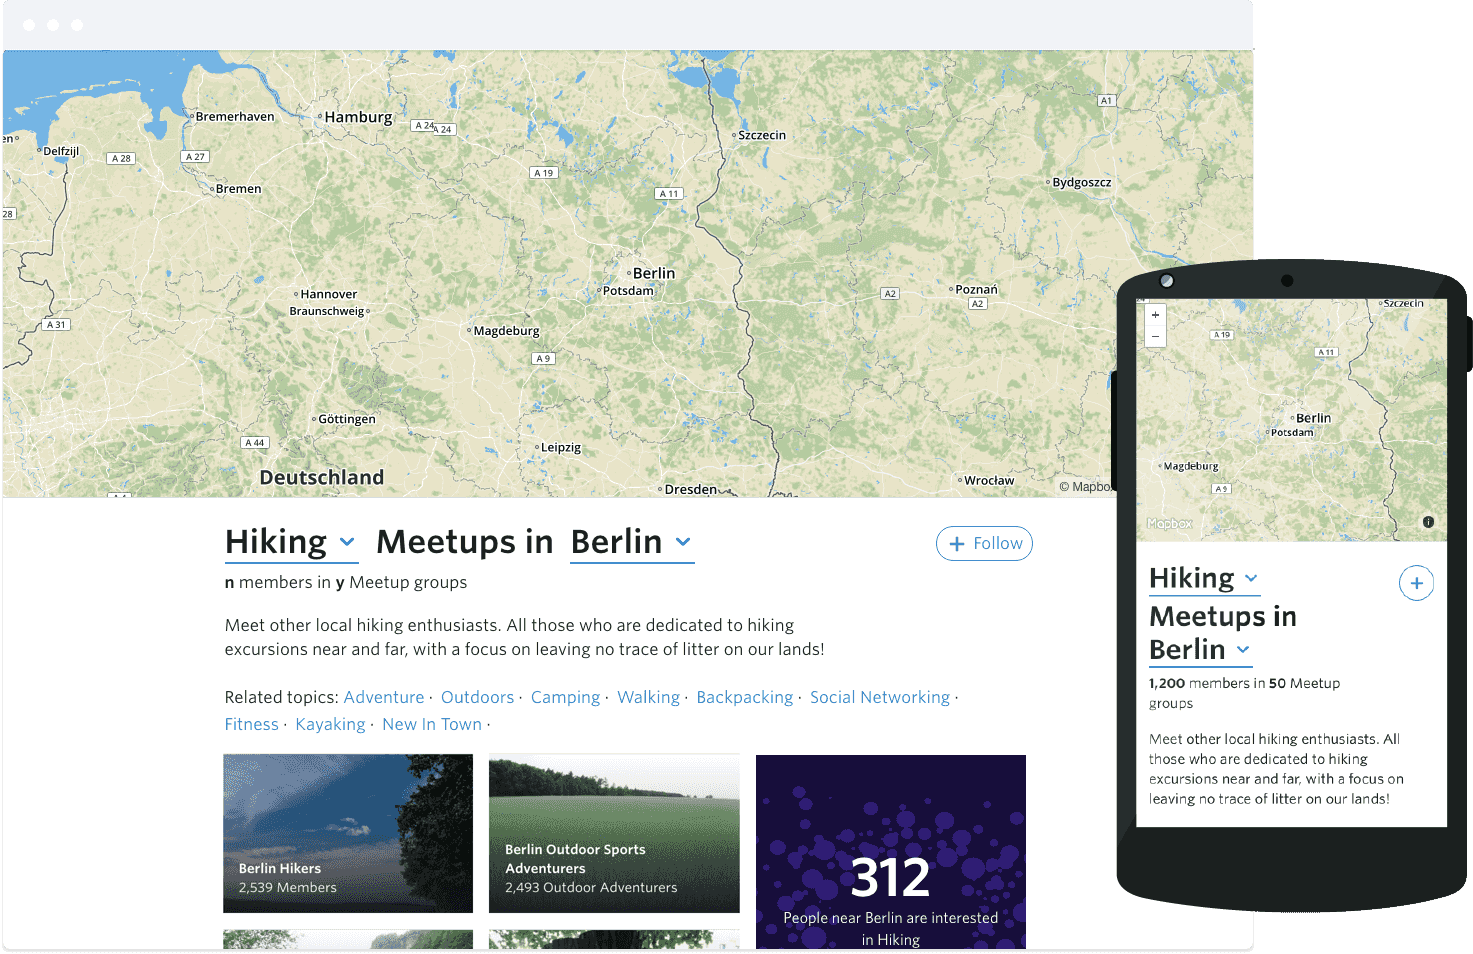 Bremerhaven
Hamburg
A 24
A 24
A1
Szczecin
Delfzijl
A 28
A 27
A 19
Bremen
A 11
Bydgoszcz
28
Berlin
Potsdam
Hannover
A2
Poznań
A2
Braunschweig
A 31
Magdeburg
A 9
Göttingen
A 44
Leipzig
Deutschland
Dresden
Wrocław
© Mapbo
Hiking Meetups in Berlin
+ Follow
n members in y Meetup groups
Meet other local hiking enthusiasts. All those who are dedicated to hiking
excursions near and far, with a focus on leaving no trace of litter on our lands!
Related topics: Adventure · Outdoors · Camping · Walking · Backpacking · Social Networking ·
Fitness · Kayaking · New In Town ·
Berlin Hikers
2,539 Members
Berlin Outdoor Sports
Adventurers
2,493 Outdoor Adventurers
312
People near Berlin are interested
in Hiking
Szczecin
+
−
A 19
A 11
Berlin
Potsdam
Magdeburg
A 9
Mapbox
i
Hiking
+
Meetups in
Berlin
1,200 members in 50 Meetup
groups
Meet other local hiking enthusiasts. All
those who are dedicated to hiking
excursions near and far, with a focus on
leaving no trace of litter on our lands!